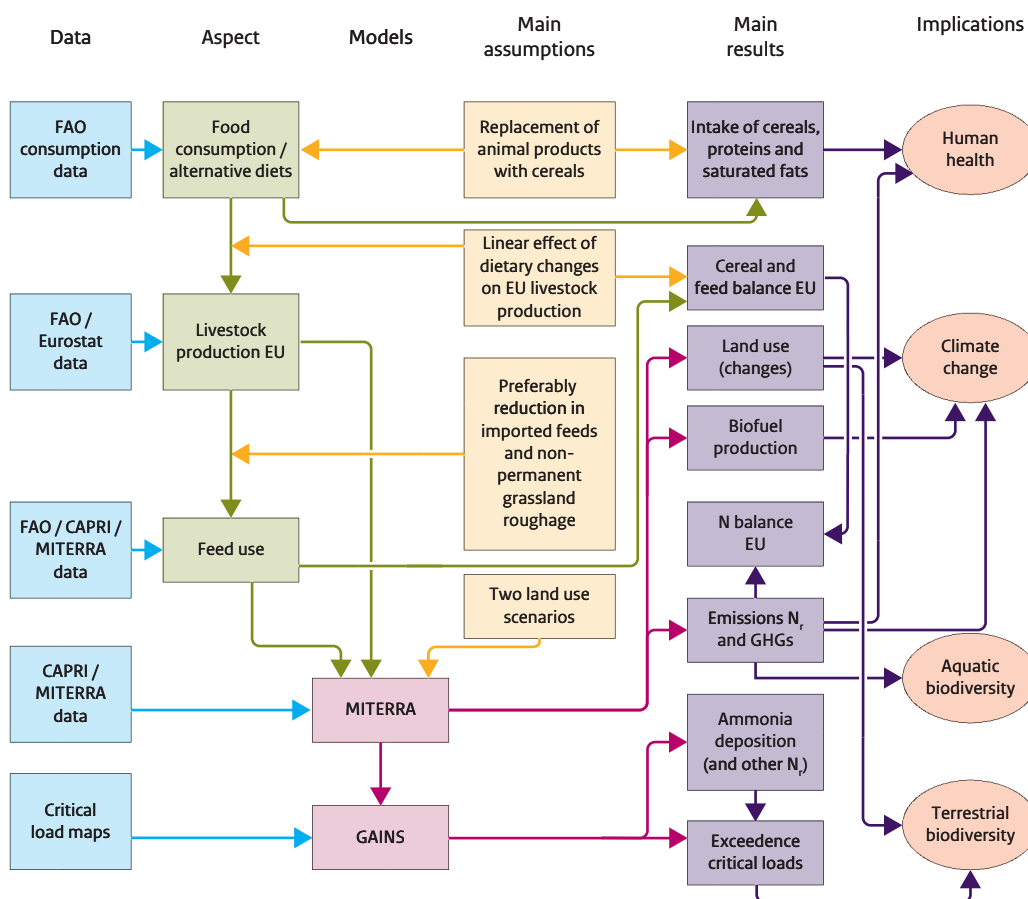 Data
Aspect
Models
Main
assumptions
Main
results
Implications
FAO
consumption
data
Food
consumption /
alternative diets
Replacement of
animal products
with cereals
Intake of cereals,
proteins and
saturated fats
Human
health
Linear effect of
dietary changes
on EU livestock
production
Cereal and
feed balance EU
FAO /
Eurostat
data
Livestock
production EU
Land use
(changes)
Climate
change
Preferably
reduction in
imported feeds
and non-
permanent
grassland
roughage
Biofuel
production
FAO / CAPRI /
MITERRA
data
Feed use
N balance
EU
Two land use
scenarios
Emissions Nr
and GHGs
CAPRI /
MITERRA
data
MITERRA
Aquatic
biodiversity
Ammonia
deposition
(and other Nr)
Critical
load maps
GAINS
Exceedence
critical loads
Terrestrial
biodiversity